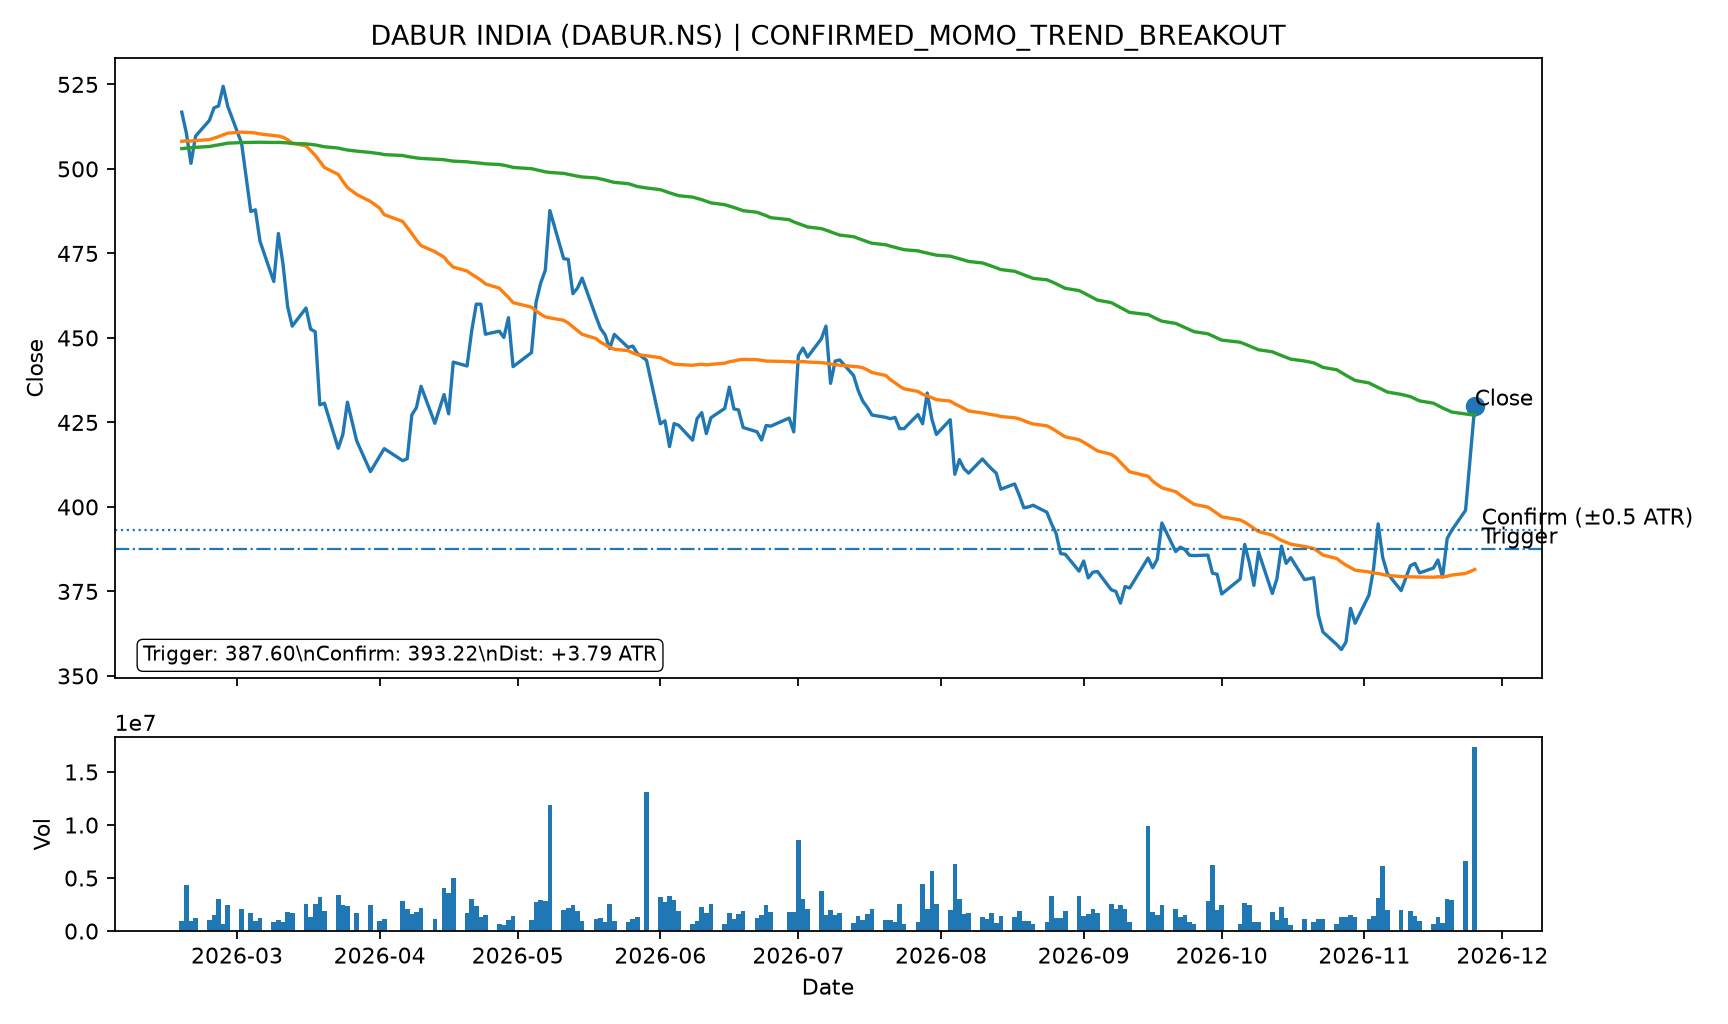 DABUR INDIA (DABUR.NS) | CONFIRMED_MOMO_TREND_BREAKOUT
525
500
475
450
425
400
375
350
Close
Close
Confirm (±0.5 ATR)
Trigger
Trigger: 387.60\nConfirm: 393.22\nDist: +3.79 ATR
1e7
1.5
1.0
0.5
0.0
Vol
2026-03 2026-04 2026-05 2026-06 2026-07 2026-08 2026-09 2026-10 2026-11 2026-12
Date